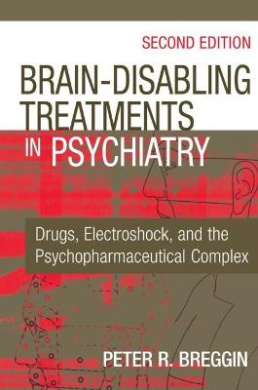 SECOND EDITION
BRAIN-DISABLING
TREATMENTS
IN PSYCHIATRY
Drugs, Electroshock, and the
Psychopharmaceutical Complex
PETER R. BREGGIN